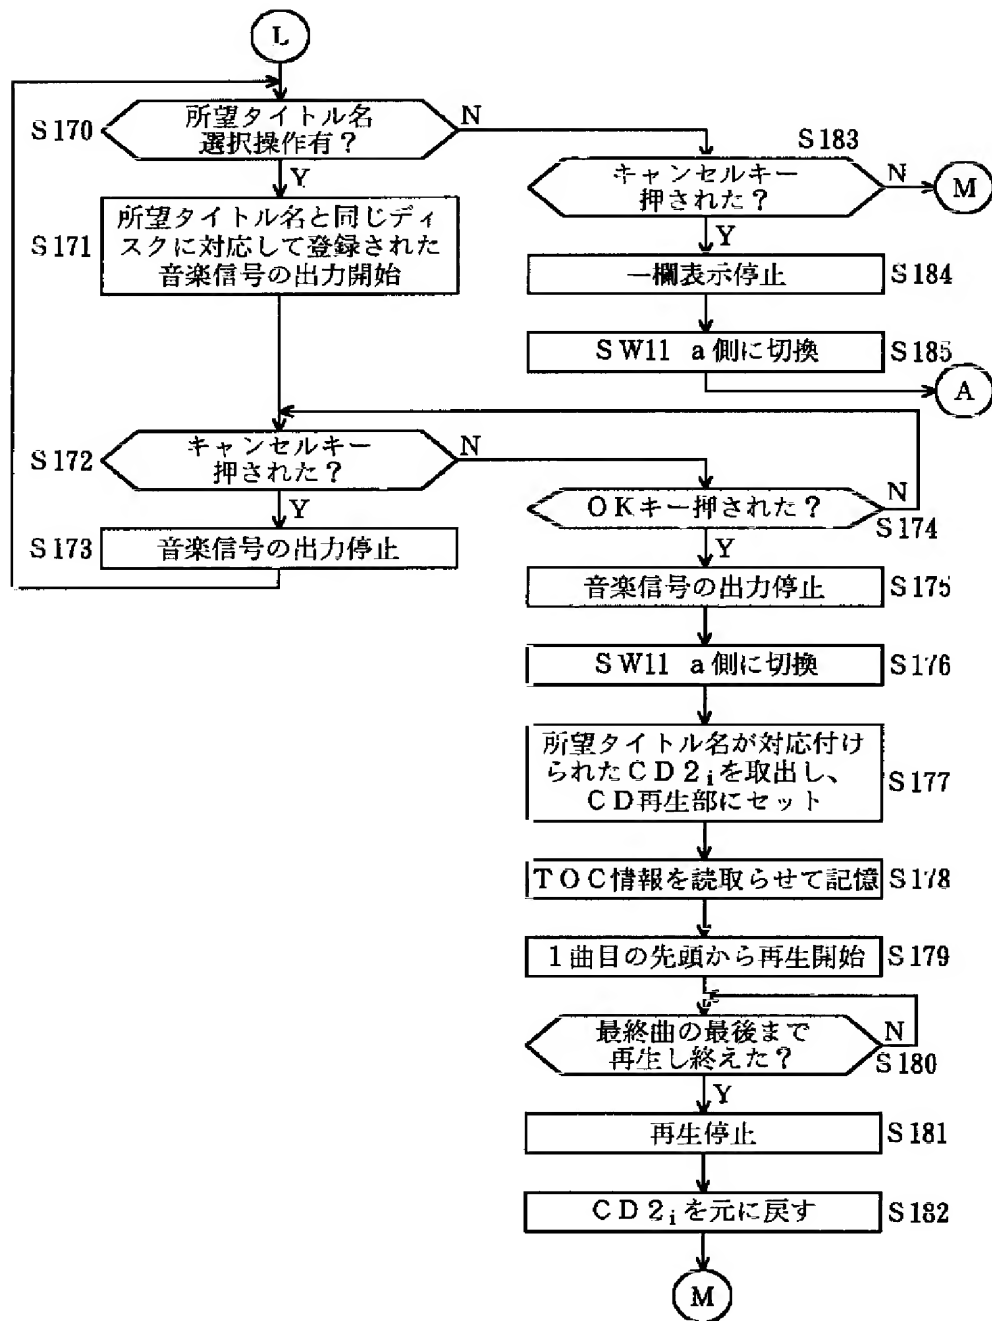 L
S170
所望タイトル名
選択操作有？
N
Y
S171
所望タイトル名と同じディ
スクに対応して登録された
音楽信号の出力開始
S183
キャンセルキー
押された？
N
M
Y
一欄表示停止
S184
SW11 a側に切換
S185
A
S172
キャンセルキー
押された？
N
Y
S173
音楽信号の出力停止
OKキー押された？
N
S174
Y
音楽信号の出力停止
S175
SW11 a側に切換
S176
所望タイトル名が対応付け
られたCD2iを取出し、
CD再生部にセット
S177
TOC情報を読取らせて記憶
S178
1曲目の先頭から再生開始
S179
最終曲の最後まで
再生し終えた？
N
S180
Y
再生停止
S181
CD2iを元に戻す
S182
M